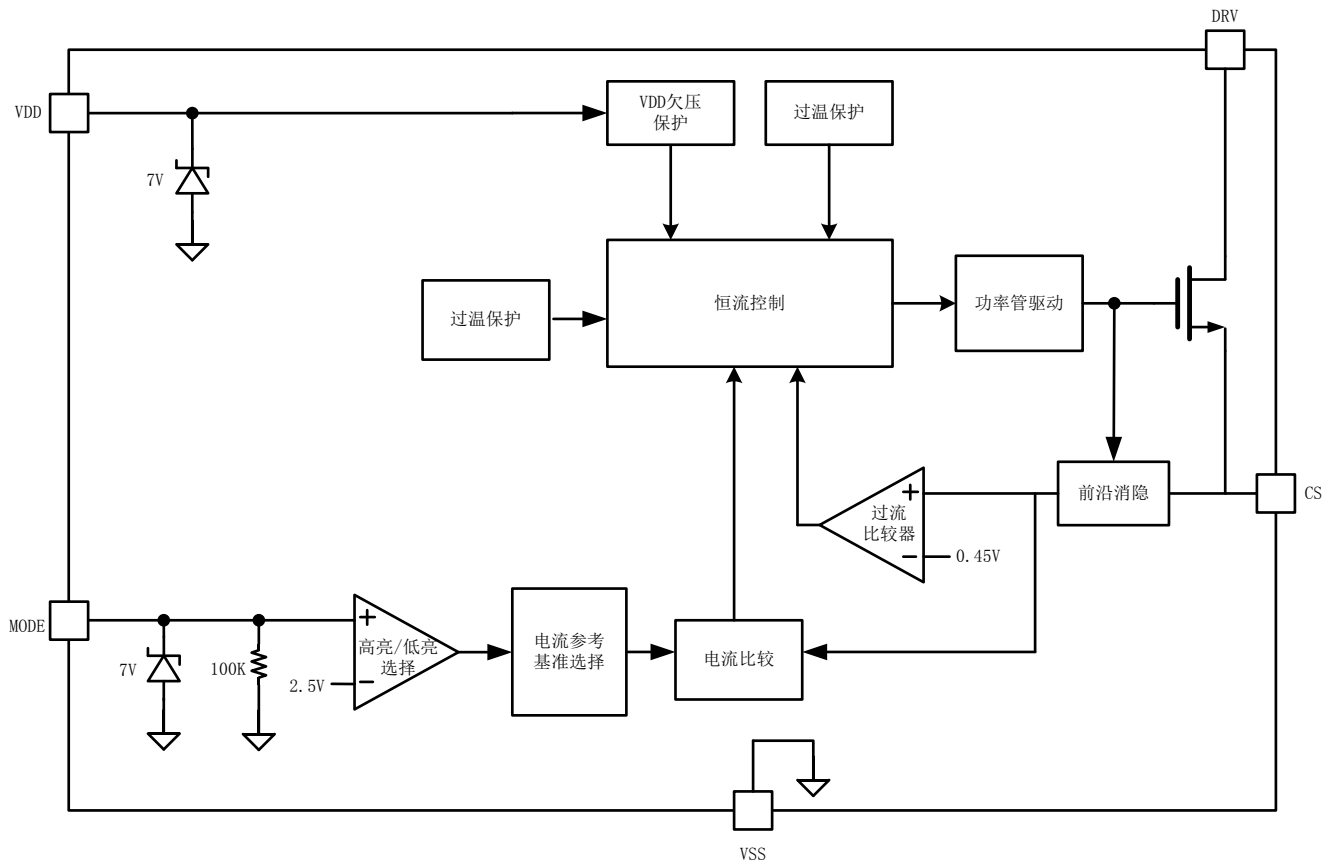 DRV
VDD
VDD欠压
保护
过温保护
7V
过温保护
恒流控制
功率管驱动
前沿消隐
CS
+
过流
比较器
−
0.45V
MODE
7V
100K
2.5V
+
高亮/低亮
选择
−
电流参考
基准选择
电流比较
VSS